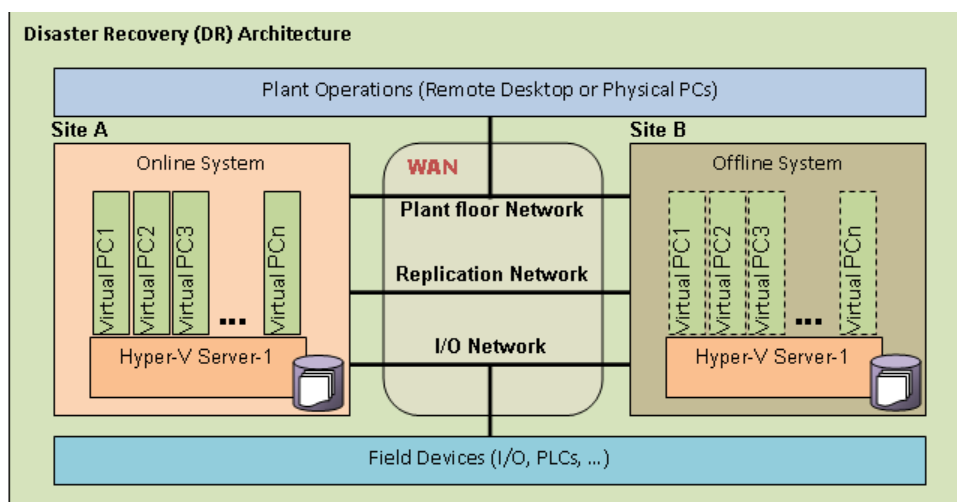 Disaster Recovery (DR) Architecture
Plant Operations (Remote Desktop or Physical PCs)
Site A
Site B
Online System
WAN
Offline System
Virtual PC1
Virtual PC2
Virtual PC3
...
Virtual PCn
Plant floor Network
Replication Network
I/O Network
Virtual PC1
Virtual PC2
Virtual PC3
...
Virtual PCn
Hyper-V Server-1
Hyper-V Server-1
Field Devices (I/O, PLCs, ...)